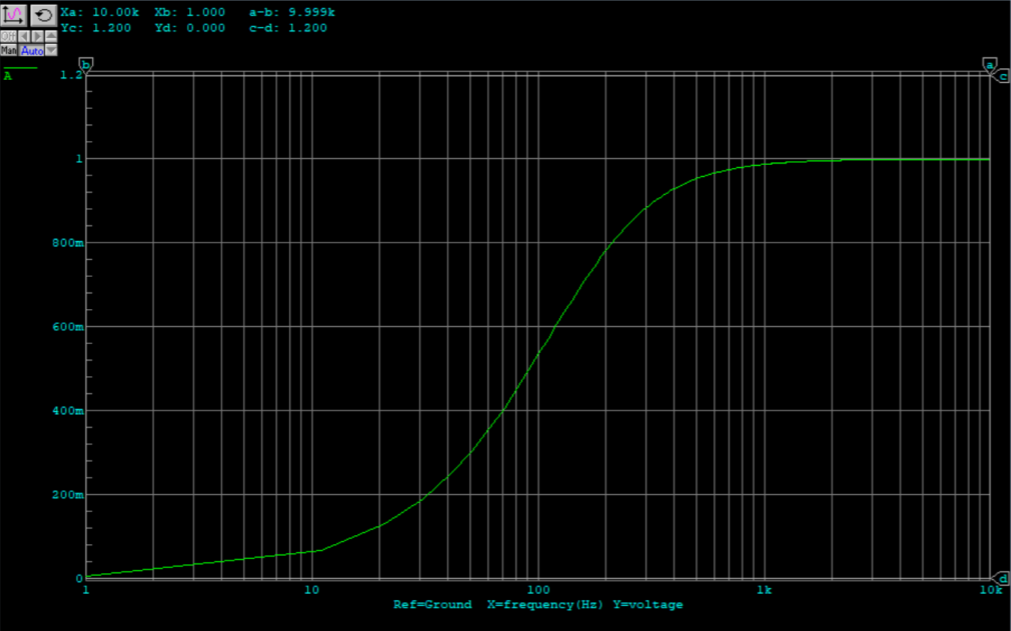 Xa: 10.00k Xb: 1.000 a-b: 9.999k
Yc: 1.200 Yd: 0.000 c-d: 1.200
Off
Man Auto
A
b a
1.2 c
1
800m
600m
400m
200m
0 d
1 10 100 1k 10k
Ref=Ground X=frequency(Hz) Y=voltage